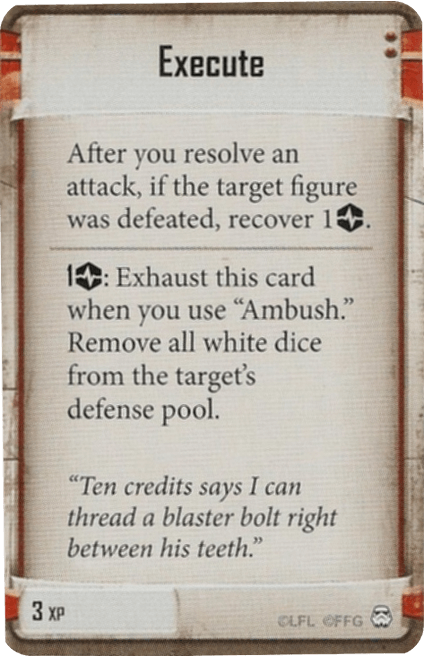 Execute
After you resolve an
attack, if the target figure
was defeated, recover 1.
1: Exhaust this card
when you use “Ambush.”
Remove all white dice
from the target’s
defense pool.
“Ten credits says I can
thread a blaster bolt right
between his teeth.”
3 XP
©LFL ©FFG